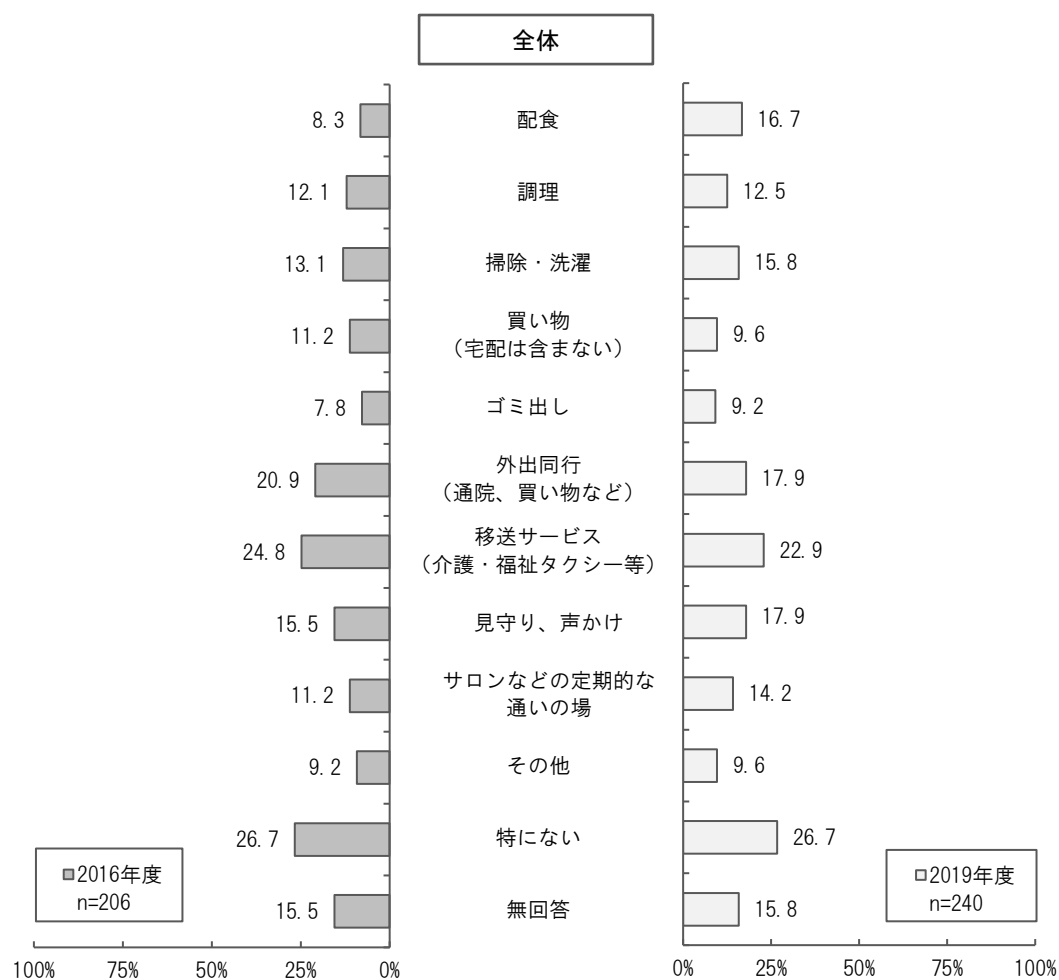 全体
8.3 配食 16.7
12.1 調理 12.5
13.1 掃除・洗濯 15.8
買い物
11.2 (宅配は含まない) 9.6
7.8 ゴミ出し 9.2
外出同行
20.9 (通院、買い物など) 17.9
移送サービス
24.8 (介護・福祉タクシー等) 22.9
15.5 見守り、声かけ 17.9
サロンなどの定期的な
11.2 通いの場 14.2
9.2 その他 9.6
26.7 特にない 26.7
2016年度
n=206
15.5 無回答 15.8
2019年度
n=240
100% 75% 50% 25% 0%
0% 25% 50% 75% 100%